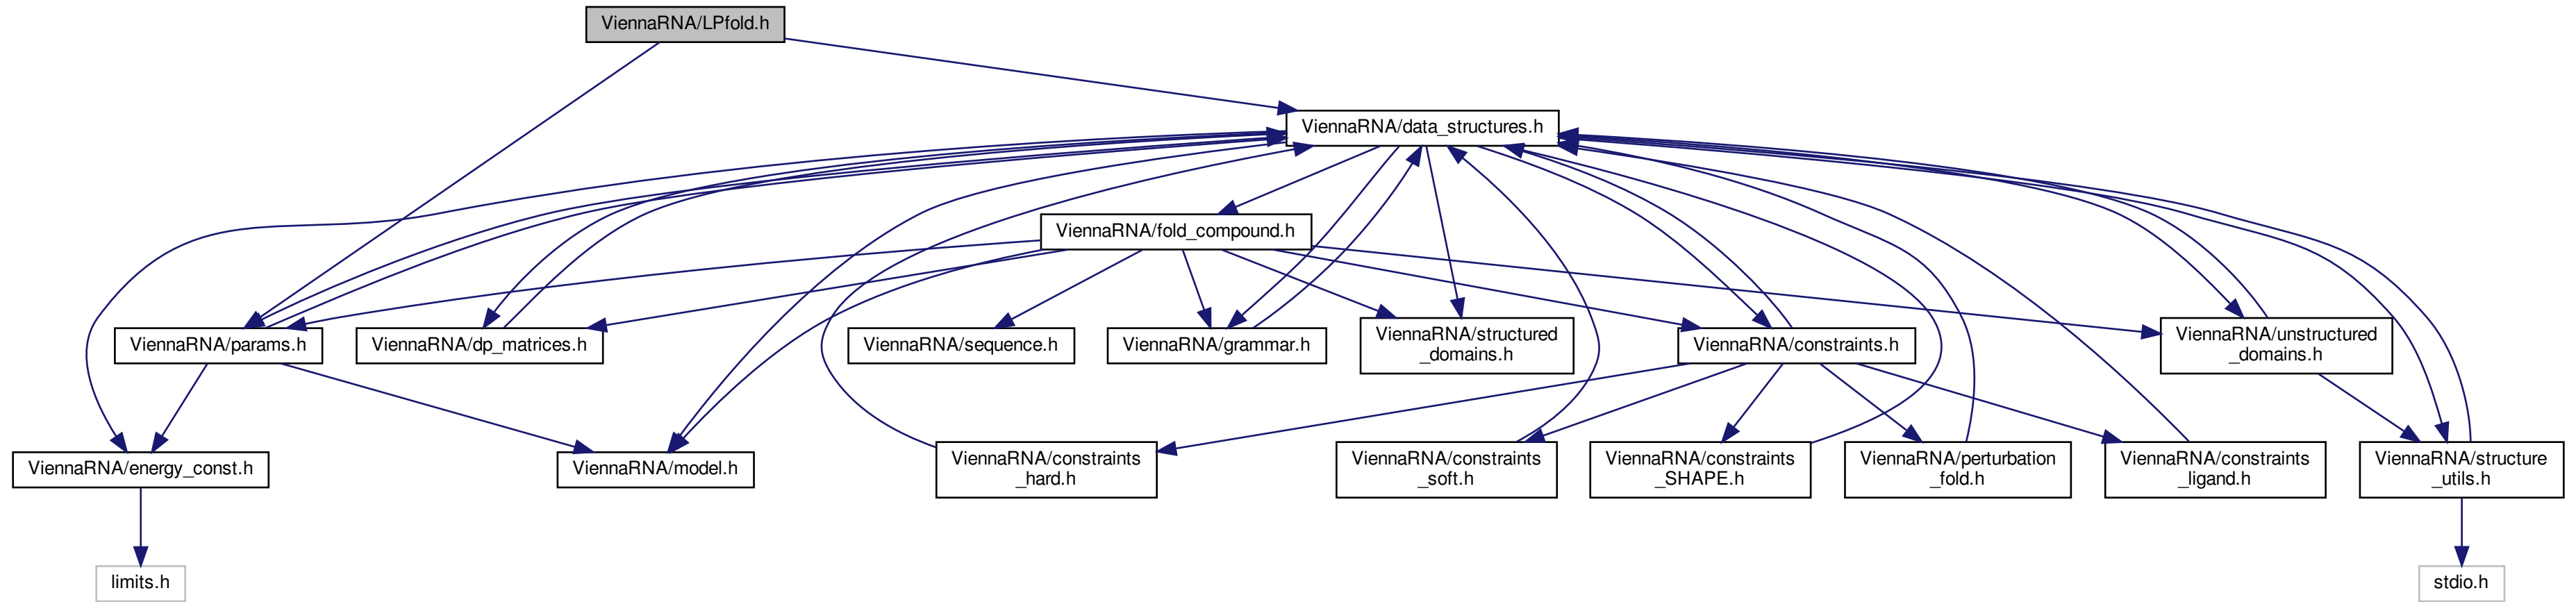 ViennaRNA/LPfold.h
ViennaRNA/data_structures.h
ViennaRNA/fold_compound.h
ViennaRNA/params.h
ViennaRNA/dp_matrices.h
ViennaRNA/sequence.h
ViennaRNA/grammar.h
ViennaRNA/structured
_domains.h
ViennaRNA/constraints.h
ViennaRNA/unstructured
_domains.h
ViennaRNA/energy_const.h
ViennaRNA/model.h
ViennaRNA/constraints
_hard.h
ViennaRNA/constraints
_soft.h
ViennaRNA/constraints
_SHAPE.h
ViennaRNA/perturbation
_fold.h
ViennaRNA/constraints
_ligand.h
ViennaRNA/structure
_utils.h
limits.h
stdio.h